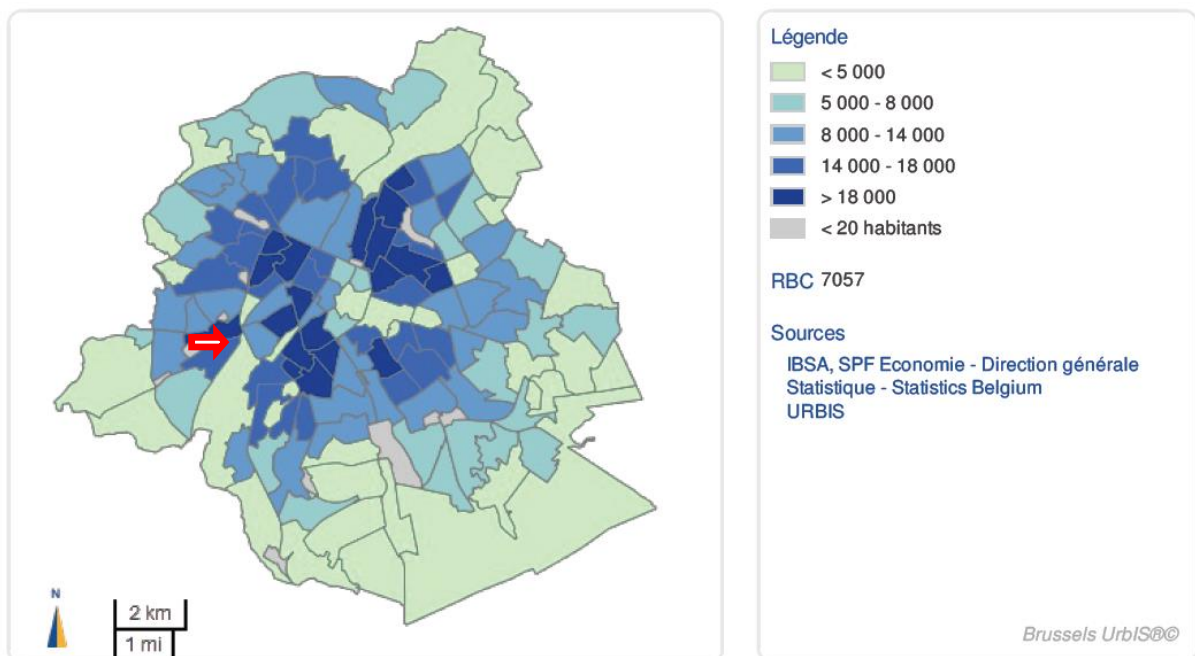 Légende
< 5 000
5 000 - 8 000
8 000 - 14 000
14 000 - 18 000
> 18 000
< 20 habitants
RBC 7057
Sources
IBSA, SPF Economie - Direction générale
Statistique - Statistics Belgium
URBIS
N
2 km
1 mi
Brussels UrbIS®©